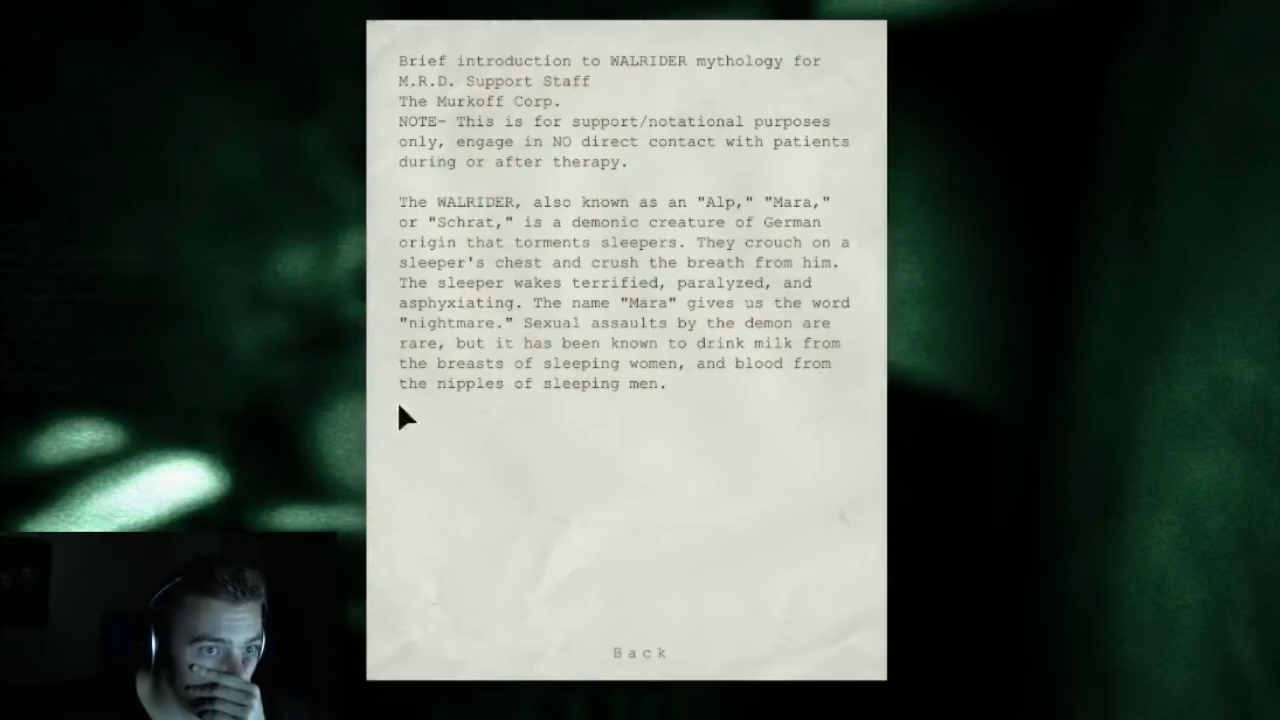 Brief introduction to WALRIDER mythology for
M.R.D. Support Staff
The Murkoff Corp.
NOTE- This is for support/notational purposes
only, engage in NO direct contact with patients
during or after therapy.
The WALRIDER, also known as an "Alp," "Mara,"
or "Schrat," is a demonic creature of German
origin that torments sleepers. They crouch on a
sleeper's chest and crush the breath from him.
The sleeper wakes terrified, paralyzed, and
asphyxiating. The name "Mara" gives us the word
"nightmare." Sexual assaults by the demon are
rare, but it has been known to drink milk from
the breasts of sleeping women, and blood from
the nipples of sleeping men.
Back